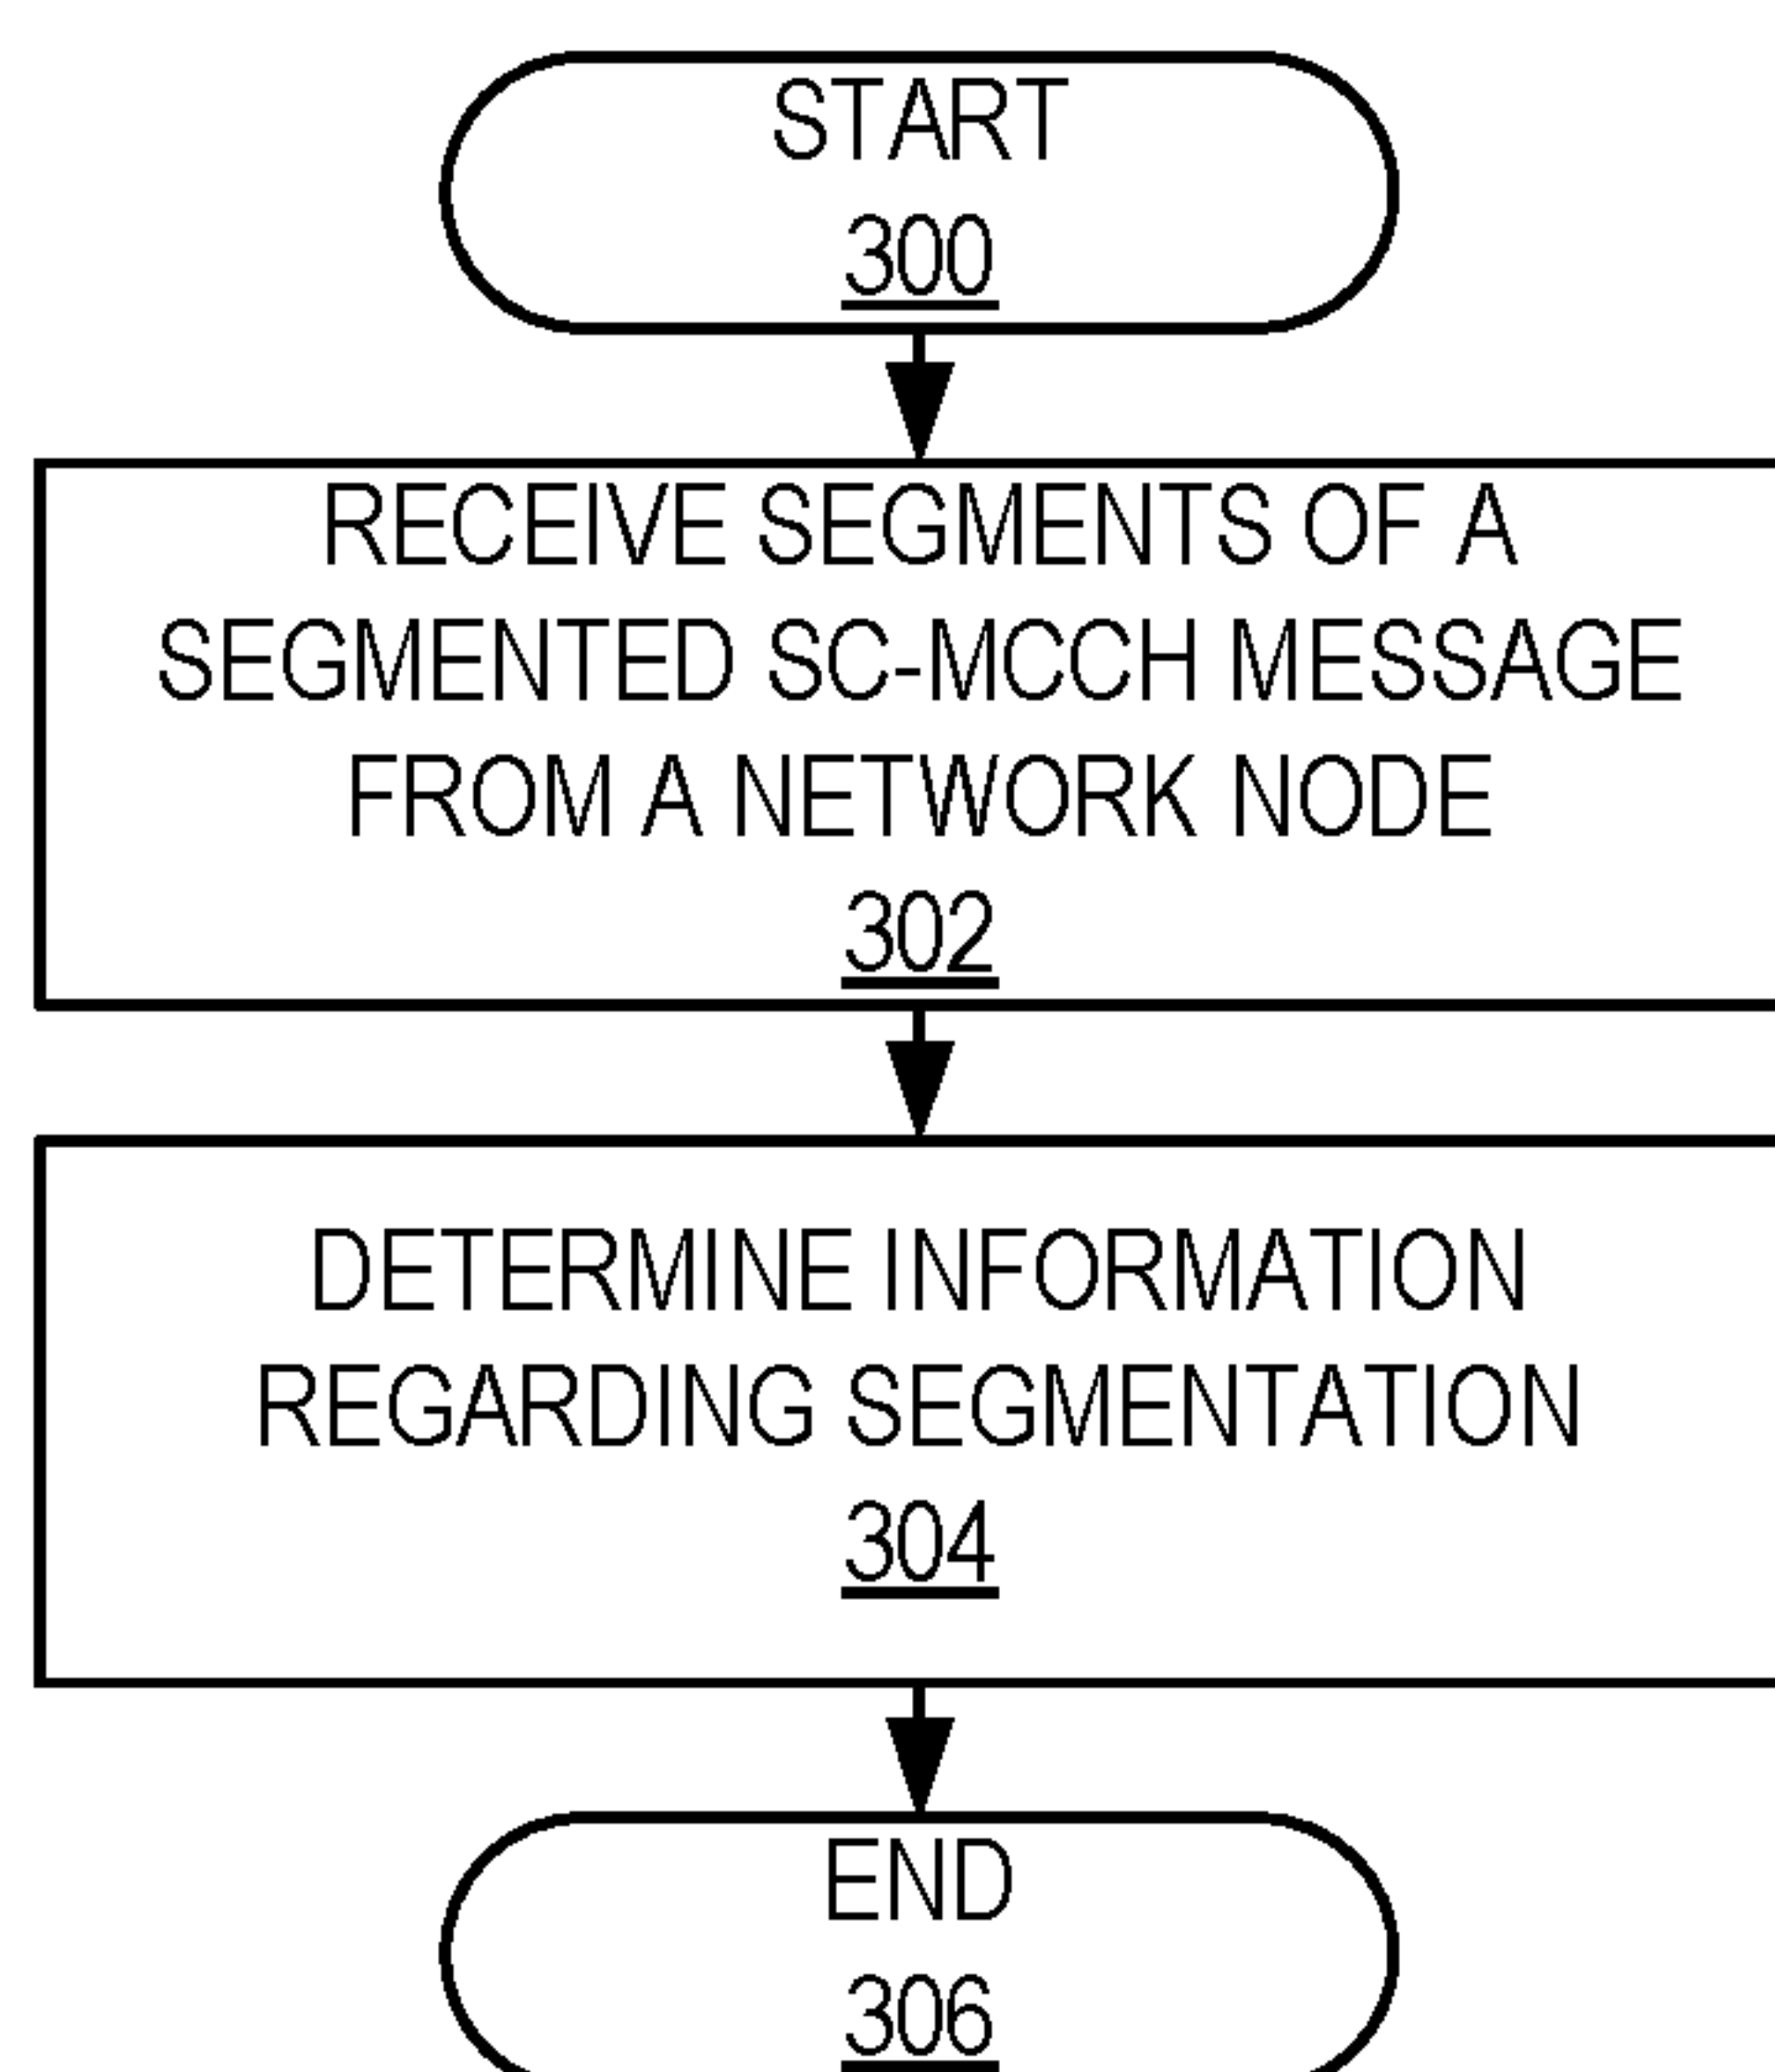 START
300
RECEIVE SEGMENTS OF A
SEGMENTED SC-MCCH MESSAGE
FROM A NETWORK NODE
302
DETERMINE INFORMATION
REGARDING SEGMENTATION
304
END
306